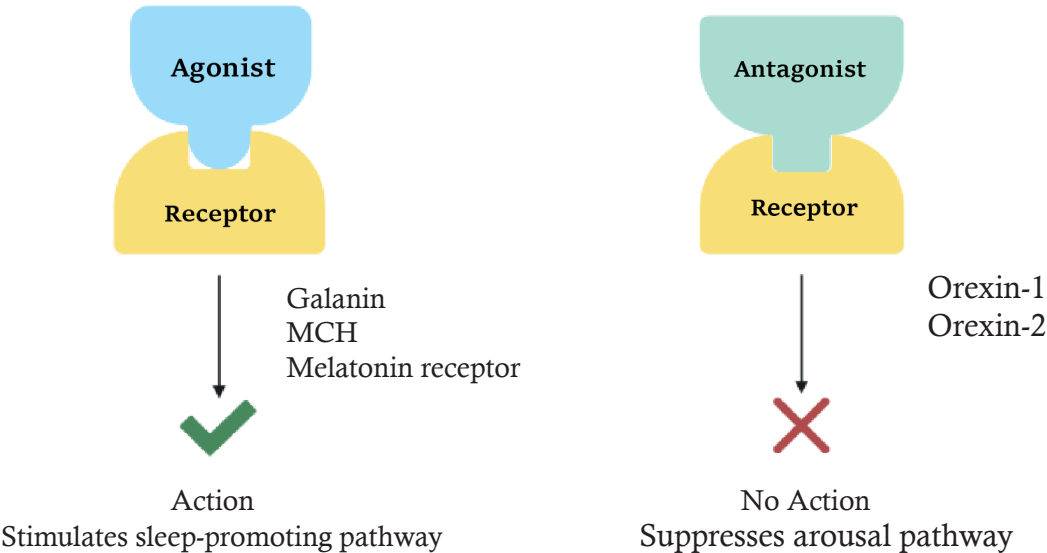 Agonist
Receptor
Galanin
MCH
Melatonin receptor
Action
Stimulates sleep-promoting pathway
Antagonist
Receptor
Orexin-1
Orexin-2
No Action
Suppresses arousal pathway